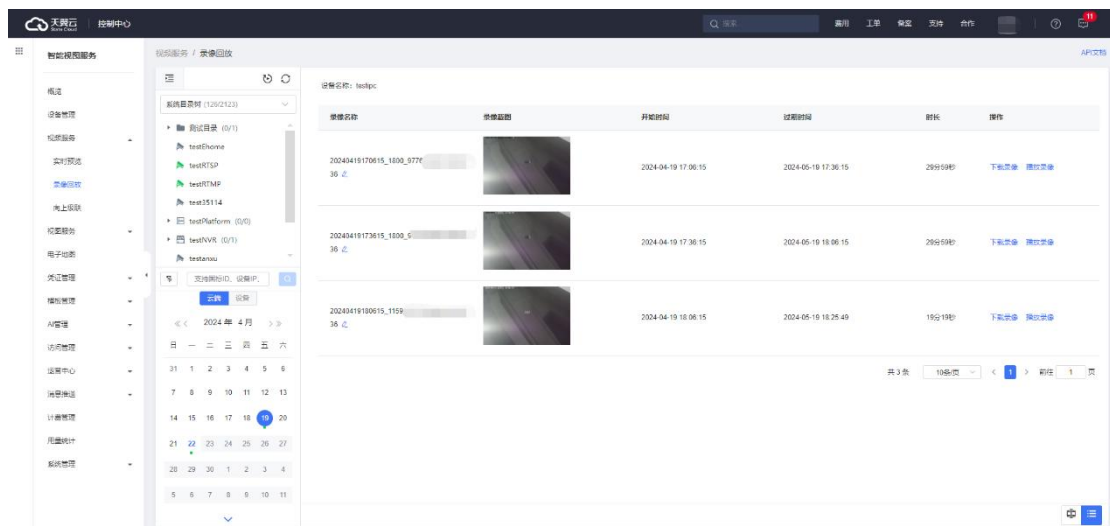 天翼云 控制中心 搜索 费用 工单 备案 支持 合作 11
智能视图服务
视频服务 / 录像回放 API文档
概览
设备管理
视频服务
实时预览
录像回放
向上级联
视图服务
电子地图
凭证管理
模板管理
AI管理
访问管理
运营中心
消息推送
计费管理
用量统计
系统管理
系统目录树 (126/2123)
测试目录 (0/1)
testEhome
testRTSP
testRTMP
test35114
testPlatform (0/0)
testNVR (0/1)
testanxu
支持国标ID、设备IP、
云端 设备
2024 年 4 月
日 一 二 三 四 五 六
31 1 2 3 4 5 6
7 8 9 10 11 12 13
14 15 16 17 18 19 20
21 22 23 24 25 26 27
28 29 30 1 2 3 4
5 6 7 8 9 10 11
设备名称: testipc
录像名称 录像截图 开始时间 过期时间 时长 操作
20240419170615_1800_977
36 2024-04-19 17:06:15 2024-05-19 17:36:15 29分59秒 下载录像 播放录像
20240419173615_1800_9
36 2024-04-19 17:36:15 2024-05-19 18:06:15 29分59秒 下载录像 播放录像
20240419180615_1159
36 2024-04-19 18:06:15 2024-05-19 18:25:49 19分19秒 下载录像 播放录像
共 3 条 10条/页 1 前往 1 页